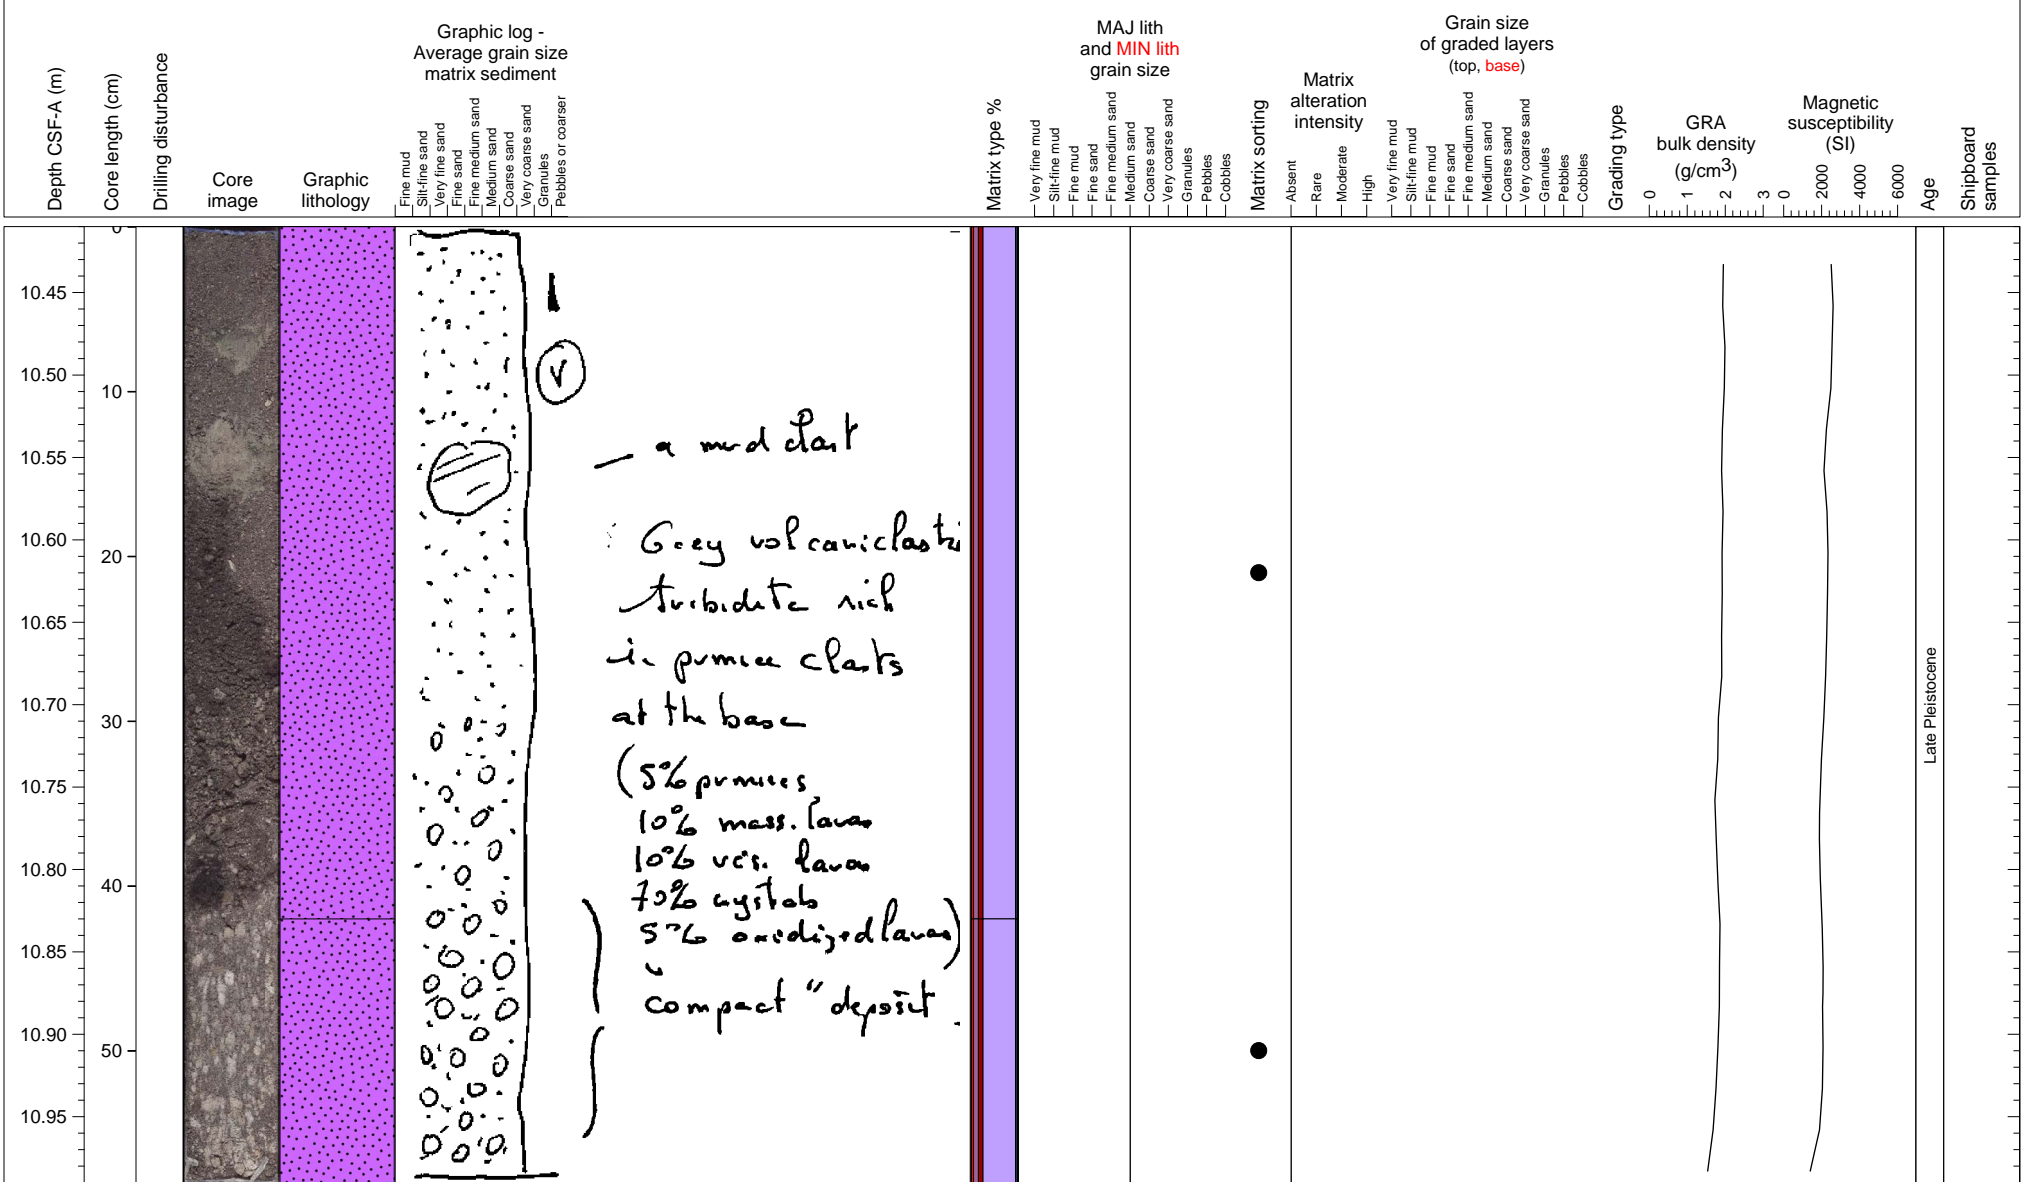 Depth CSF-A (m)
Core length (cm)
Drilling disturbance
Core
image
Graphic
lithology
Graphic log -
Average grain size
matrix sediment
Fine mud
Silt-fine sand
Very fine sand
Fine sand
Fine medium sand
Medium sand
Coarse sand
Very coarse sand
Granules
Pebbles or coarser
Matrix type %
MAJ lith
and MIN lith
grain size
Very fine mud
Silt-fine mud
Fine mud
Fine sand
Fine medium sand
Medium sand
Coarse sand
Very coarse sand
Granules
Pebbles
Cobbles
Matrix sorting
Matrix
alteration
intensity
Absent
Rare
Moderate
High
Grain size
of graded layers
(top, base)
Very fine mud
Silt-fine mud
Fine mud
Fine sand
Fine medium sand
Medium sand
Coarse sand
Very coarse sand
Granules
Pebbles
Cobbles
Grading type
GRA
bulk density
(g/cm3)
0 1 2 3
Magnetic
susceptibility
(SI)
0 2000 4000 6000
Age
Shipboard
samples
0
10.45
10.50
10
10.55
10.60
20
10.65
10.70
30
10.75
10.80
40
10.85
10.90
50
10.95
V
a mud clast
Grey volcaniclasti
turbidite rich
in pumice clasts
at the base
(5% pumices
10% mass. lavas
10% ves. lavas
70% crystals
5% oxidized lavas)
compact " deposit
Late Pleistocene